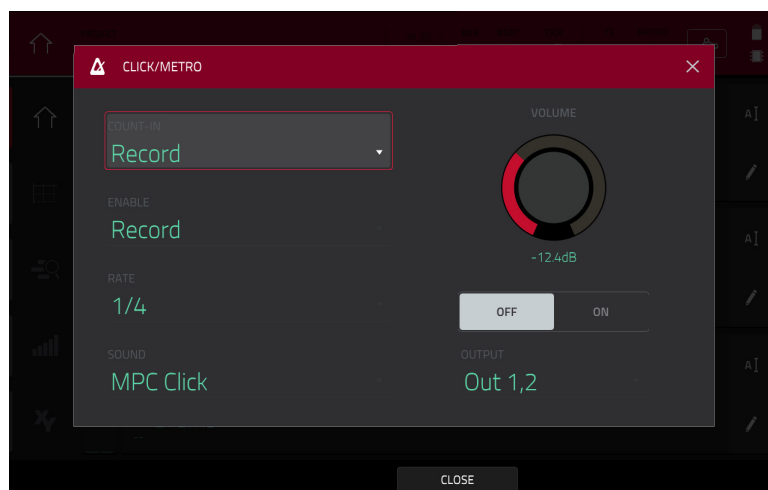 CLICK/METRO
COUNT-IN
Record
VOLUME
ENABLE
Record
-12.4dB
RATE
1/4
OFF ON
SOUND
MPC Click
OUTPUT
Out 1,2
CLOSE